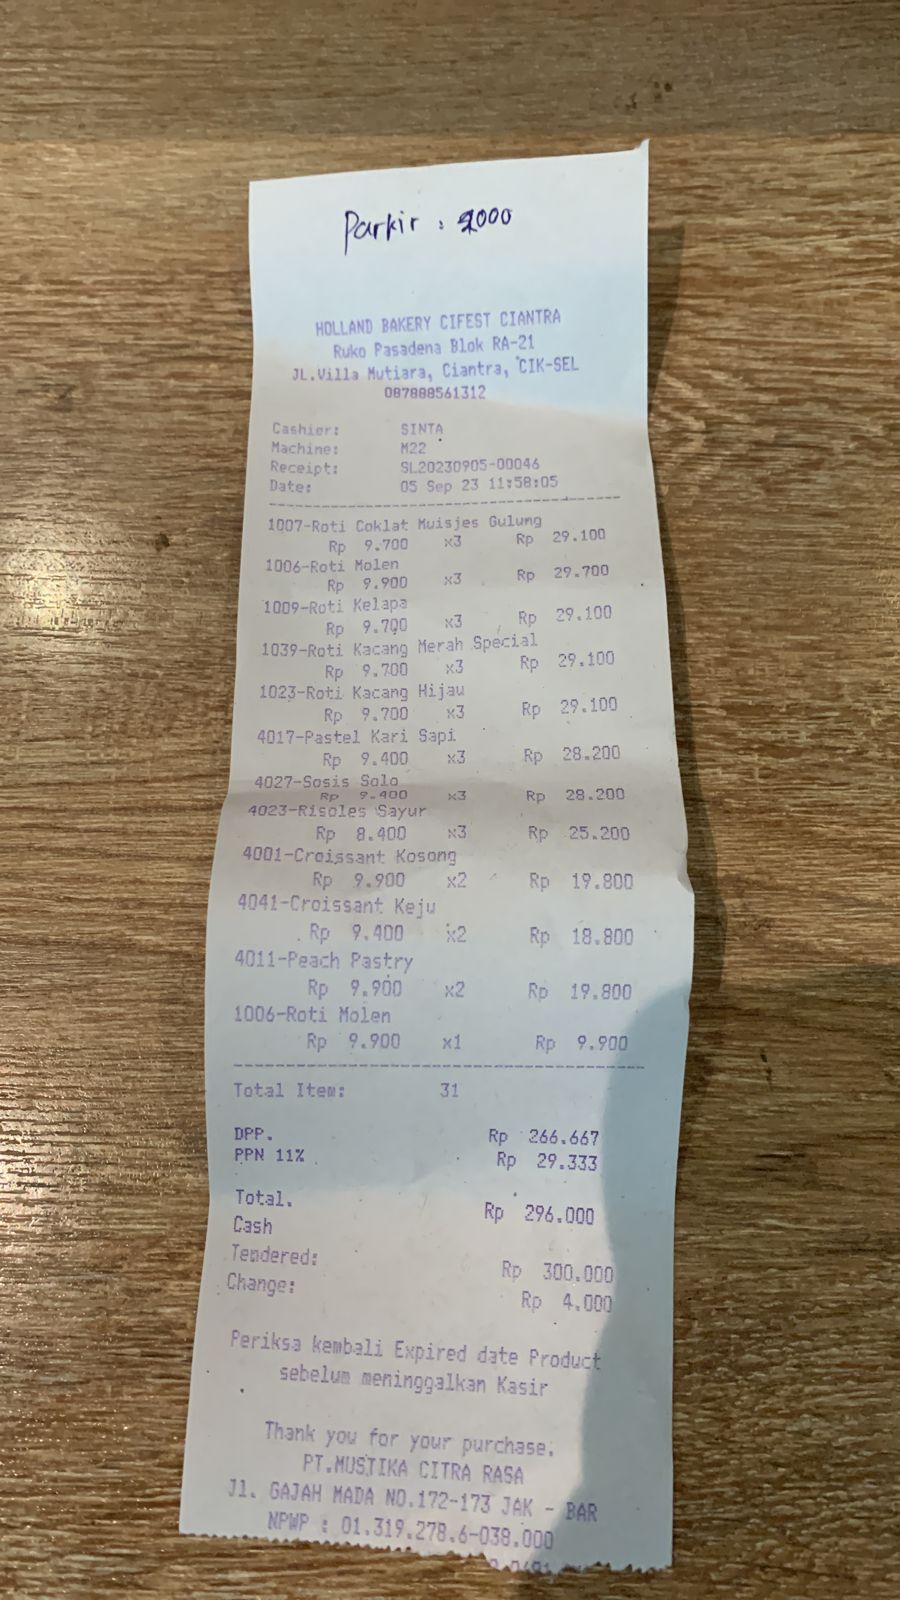 Parkir : 2000
HOLLAND BAKERY CIFEST CIANTRA
Ruko Pasadena Blok RA-21
JL.Villa Mutiara, Ciantra, CIK-SEL
087888561312
Cashier: SINTA
Machine: M22
Receipt: SL20230905-00046
Date: 05 Sep 23 11:58:05
1007-Roti Coklat Muisjes Gulung
Rp 9.700 x3 Rp 29.100
1006-Roti Molen
Rp 9.900 x3 Rp 29.700
1009-Roti Kelapa
Rp 9.700 x3 Rp 29.100
1039-Roti Kacang Merah Special
Rp 9.700 x3 Rp 29.100
1023-Roti Kacang Hijau
Rp 9.700 x3 Rp 29.100
4017-Pastel Kari Sapi
Rp 9.400 x3 Rp 28.200
4027-Sosis Solo
Rp 9.400 x3 Rp 28.200
4023-Risoles Sayur
Rp 8.400 x3 Rp 25.200
4001-Croissant Kosong
Rp 9.900 x2 Rp 19.800
4041-Croissant Keju
Rp 9.400 x2 Rp 18.800
4011-Peach Pastry
Rp 9.900 x2 Rp 19.800
1006-Roti Molen
Rp 9.900 x1 Rp 9.900
Total Item: 31
DPP. Rp 266.667
PPN 11% Rp 29.333
Total. Rp 296.000
Cash
Tendered: Rp 300.000
Change: Rp 4.000
Periksa kembali Expired date Product
sebelum meninggalkan Kasir
Thank you for your purchase.
PT.MUSTIKA CITRA RASA
Jl. GAJAH MADA NO.172-173 JAK - BAR
NPWP : 01.319.278.6-038.000